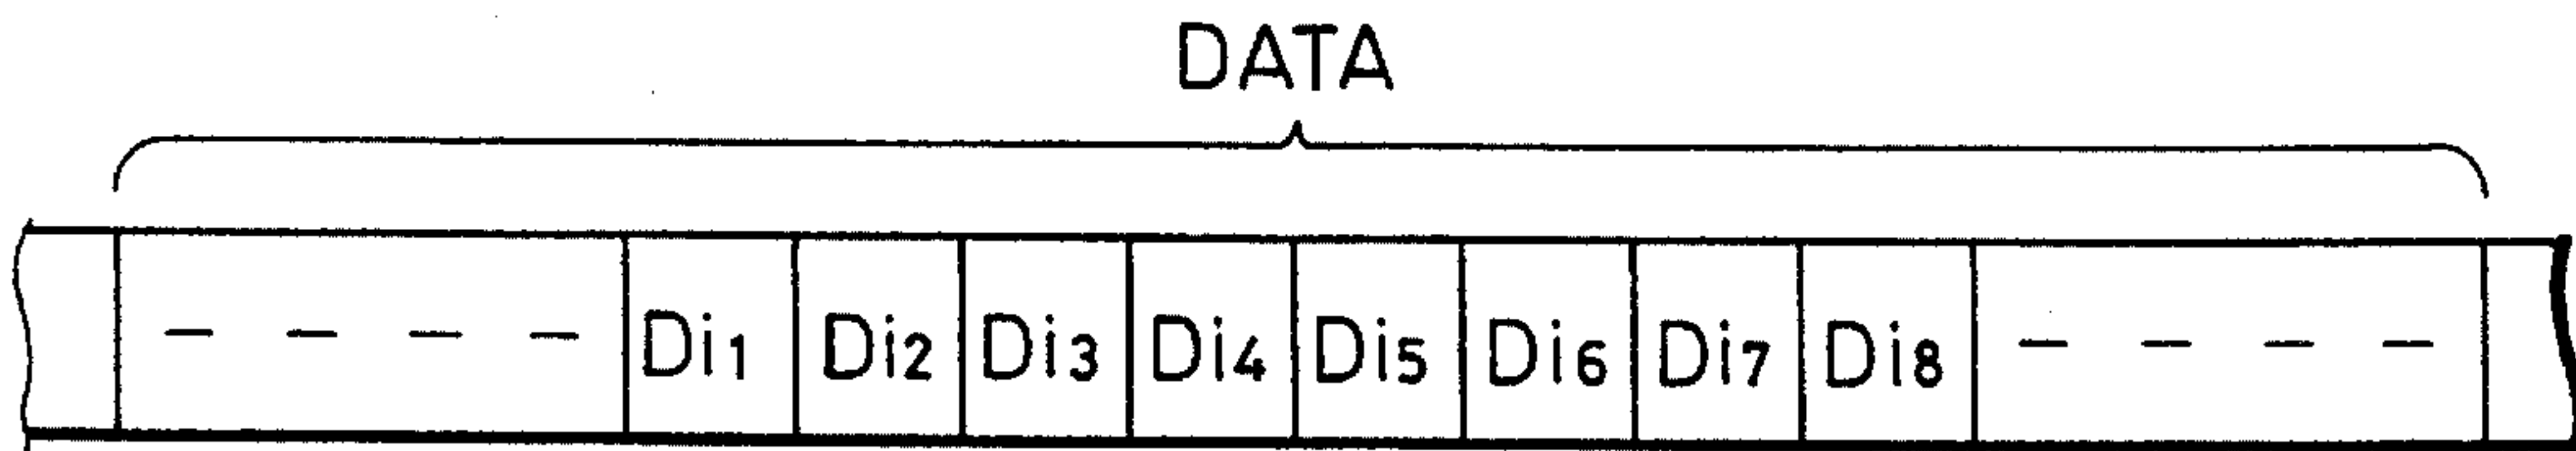 DATA
- - - - Di1 Di2 Di3 Di4 Di5 Di6 Di7 Di8 - - - -